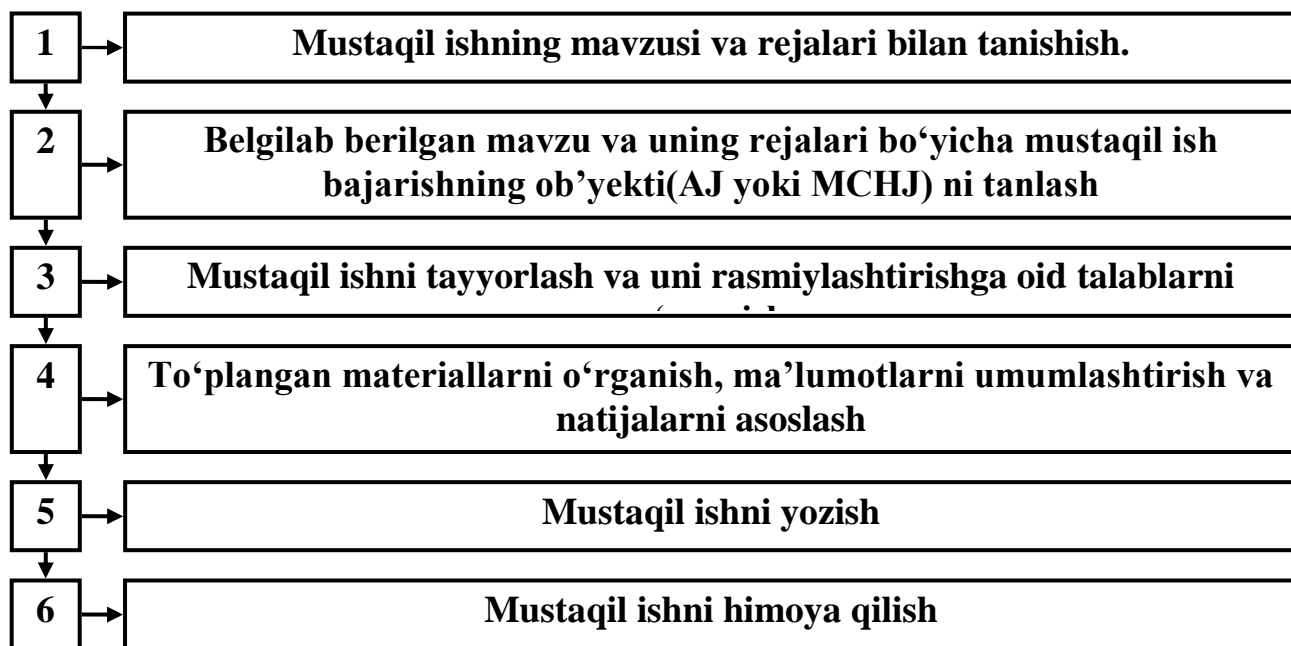 1
Mustaqil ishning mavzusi va rejalari bilan tanishish.
2
Belgilab berilgan mavzu va uning rejalari bo‘yicha mustaqil ish
bajarishning ob’yekti(AJ yoki MCHJ) ni tanlash
3
Mustaqil ishni tayyorlash va uni rasmiylashtirishga oid talablarni
4
To‘plangan materiallarni o‘rganish, ma’lumotlarni umumlashtirish va
natijalarni asoslash
5
Mustaqil ishni yozish
6
Mustaqil ishni himoya qilish